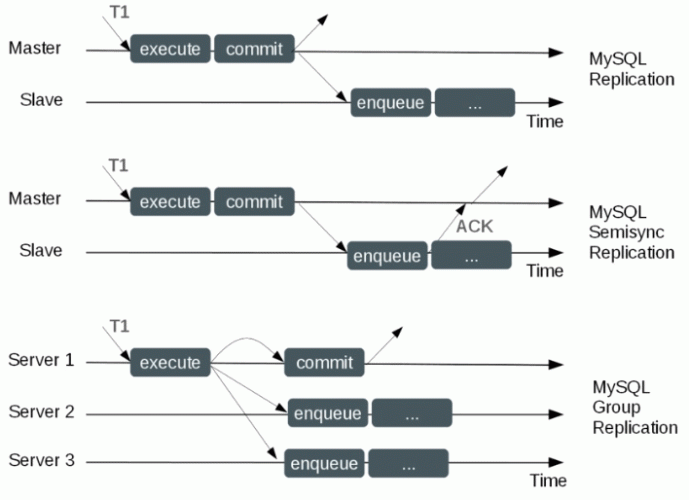 T1
Master
execute
commit
MySQL
Replication
Slave
enqueue
...
Time
T1
Master
execute
commit
MySQL
Semisync
Replication
ACK
Slave
enqueue
...
Time
T1
Server 1
execute
commit
MySQL
Group
Replication
Server 2
enqueue
...
Server 3
enqueue
...
Time